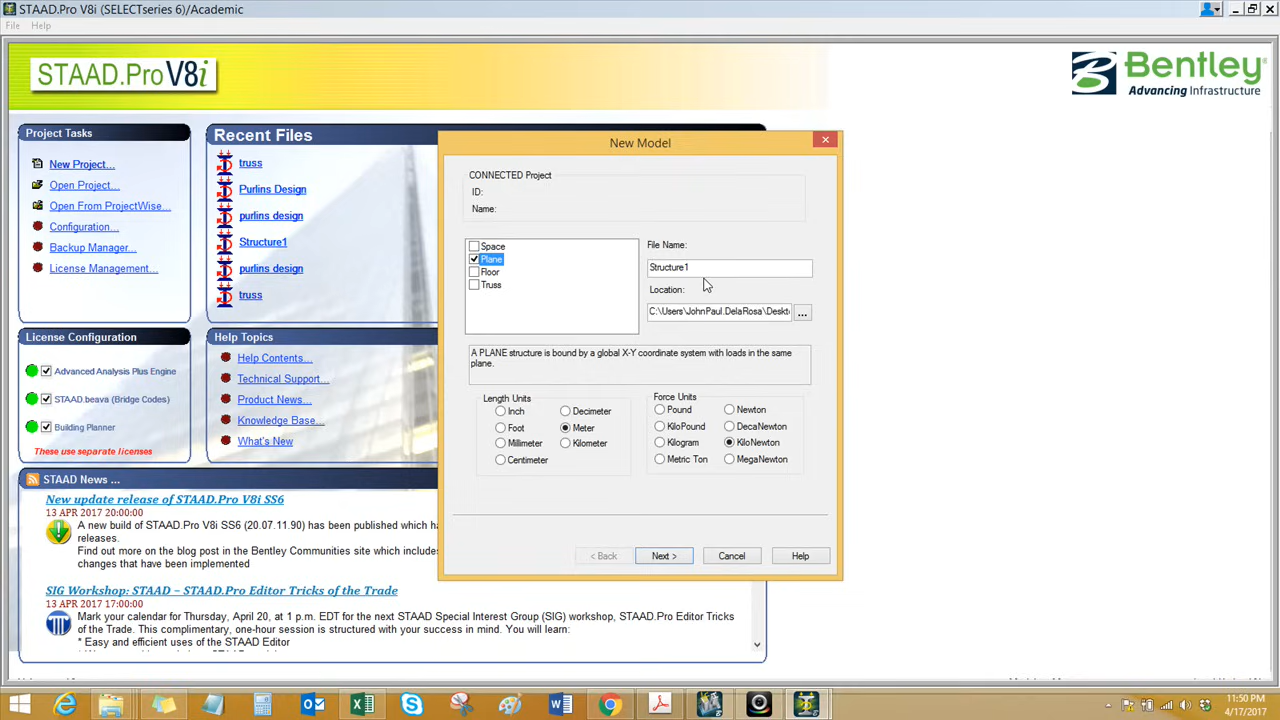 STAAD.Pro V8i (SELECTseries 6)/Academic
File Help
STAAD.Pro V8i
Bentley
Advancing Infrastructure
Project Tasks
New Project...
Open Project...
Open From ProjectWise...
Configuration...
Backup Manager...
License Management...
Recent Files
truss
Purlins Design
purlins design
Structure1
purlins design
truss
License Configuration
Advanced Analysis Plus Engine
STAAD.beava (Bridge Codes)
Building Planner
These use separate licenses
Help Topics
Help Contents...
Technical Support...
Product News...
Knowledge Base...
What's New
STAAD News ...
New update release of STAAD.Pro V8i SS6
13 APR 2017 20:00:00
A new build of STAAD.Pro V8i SS6 (20.07.11.90) has been published which ha
releases.
Find out more on the blog post in the Bentley Communities site which includes
changes that have been implemented
SIG Workshop: STAAD – STAAD.Pro Editor Tricks of the Trade
13 APR 2017 17:00:00
Mark your calendar for Thursday, April 20, at 1 p.m. EDT for the next STAAD Special Interest Group (SIG) workshop, STAAD.Pro Editor Tricks
of the Trade. This complimentary, one-hour session is structured with your success in mind. You will learn:
* Easy and efficient uses of the STAAD Editor
New Model
CONNECTED Project
ID:
Name:
Space
Plane
Floor
Truss
File Name:
Structure1
Location:
C:\Users\JohnPaul.DelaRosa\Deskt
...
A PLANE structure is bound by a global X-Y coordinate system with loads in the same
plane.
Length Units
Inch
Decimeter
Foot
Meter
Millimeter
Kilometer
Centimeter
Force Units
Pound
Newton
KiloPound
DecaNewton
Kilogram
KiloNewton
Metric Ton
MegaNewton
< Back
Next >
Cancel
Help
11:50 PM
4/17/2017